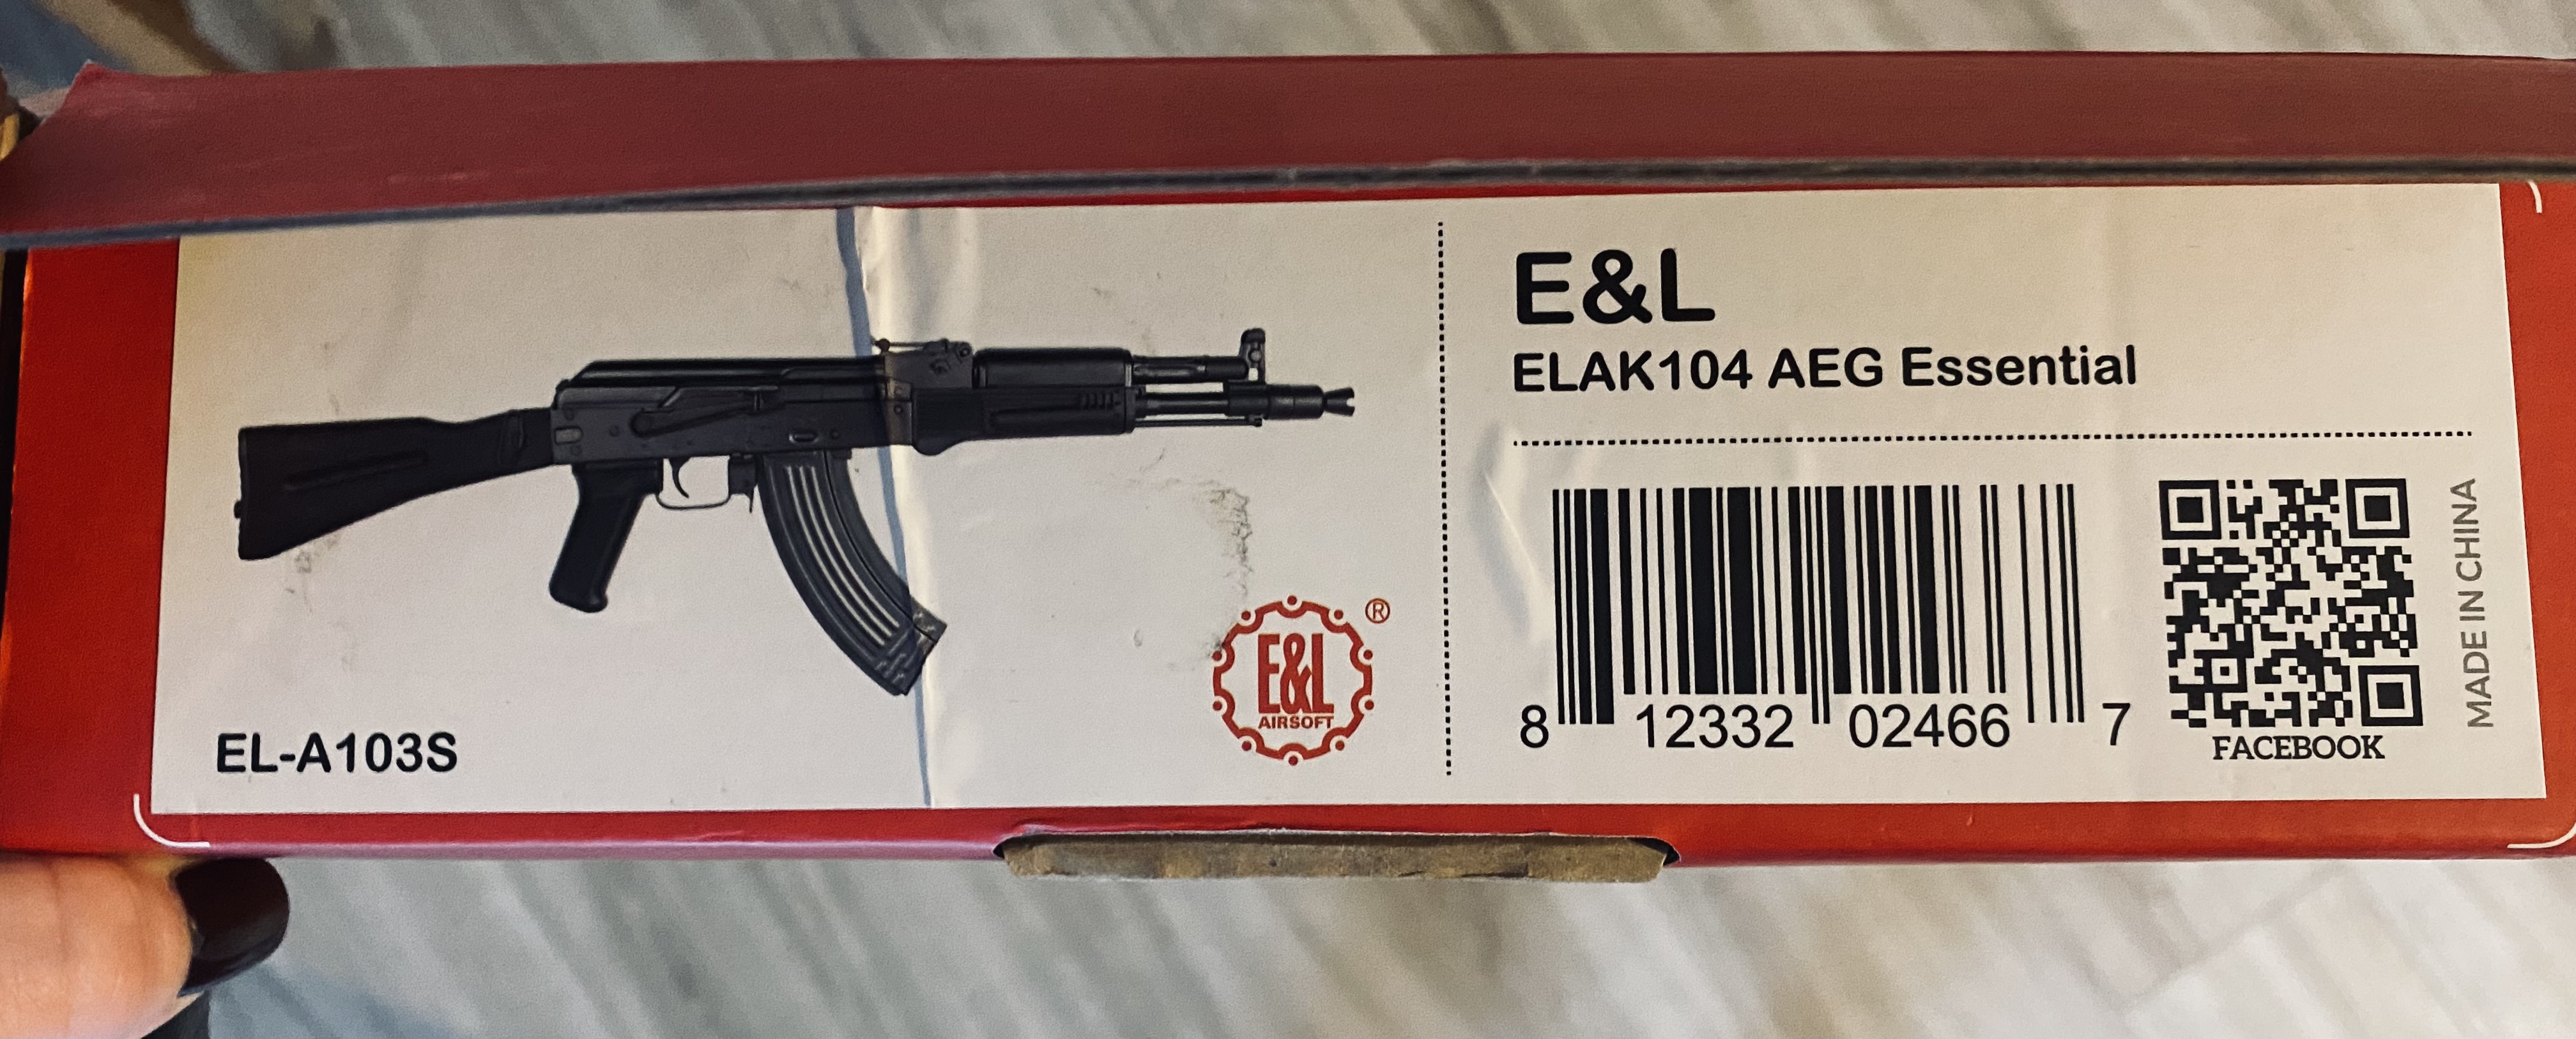 EL-A103S
E&L
AIRSOFT
®
E&L
ELAK104 AEG Essential
8 12332 02466 7
FACEBOOK
MADE IN CHINA